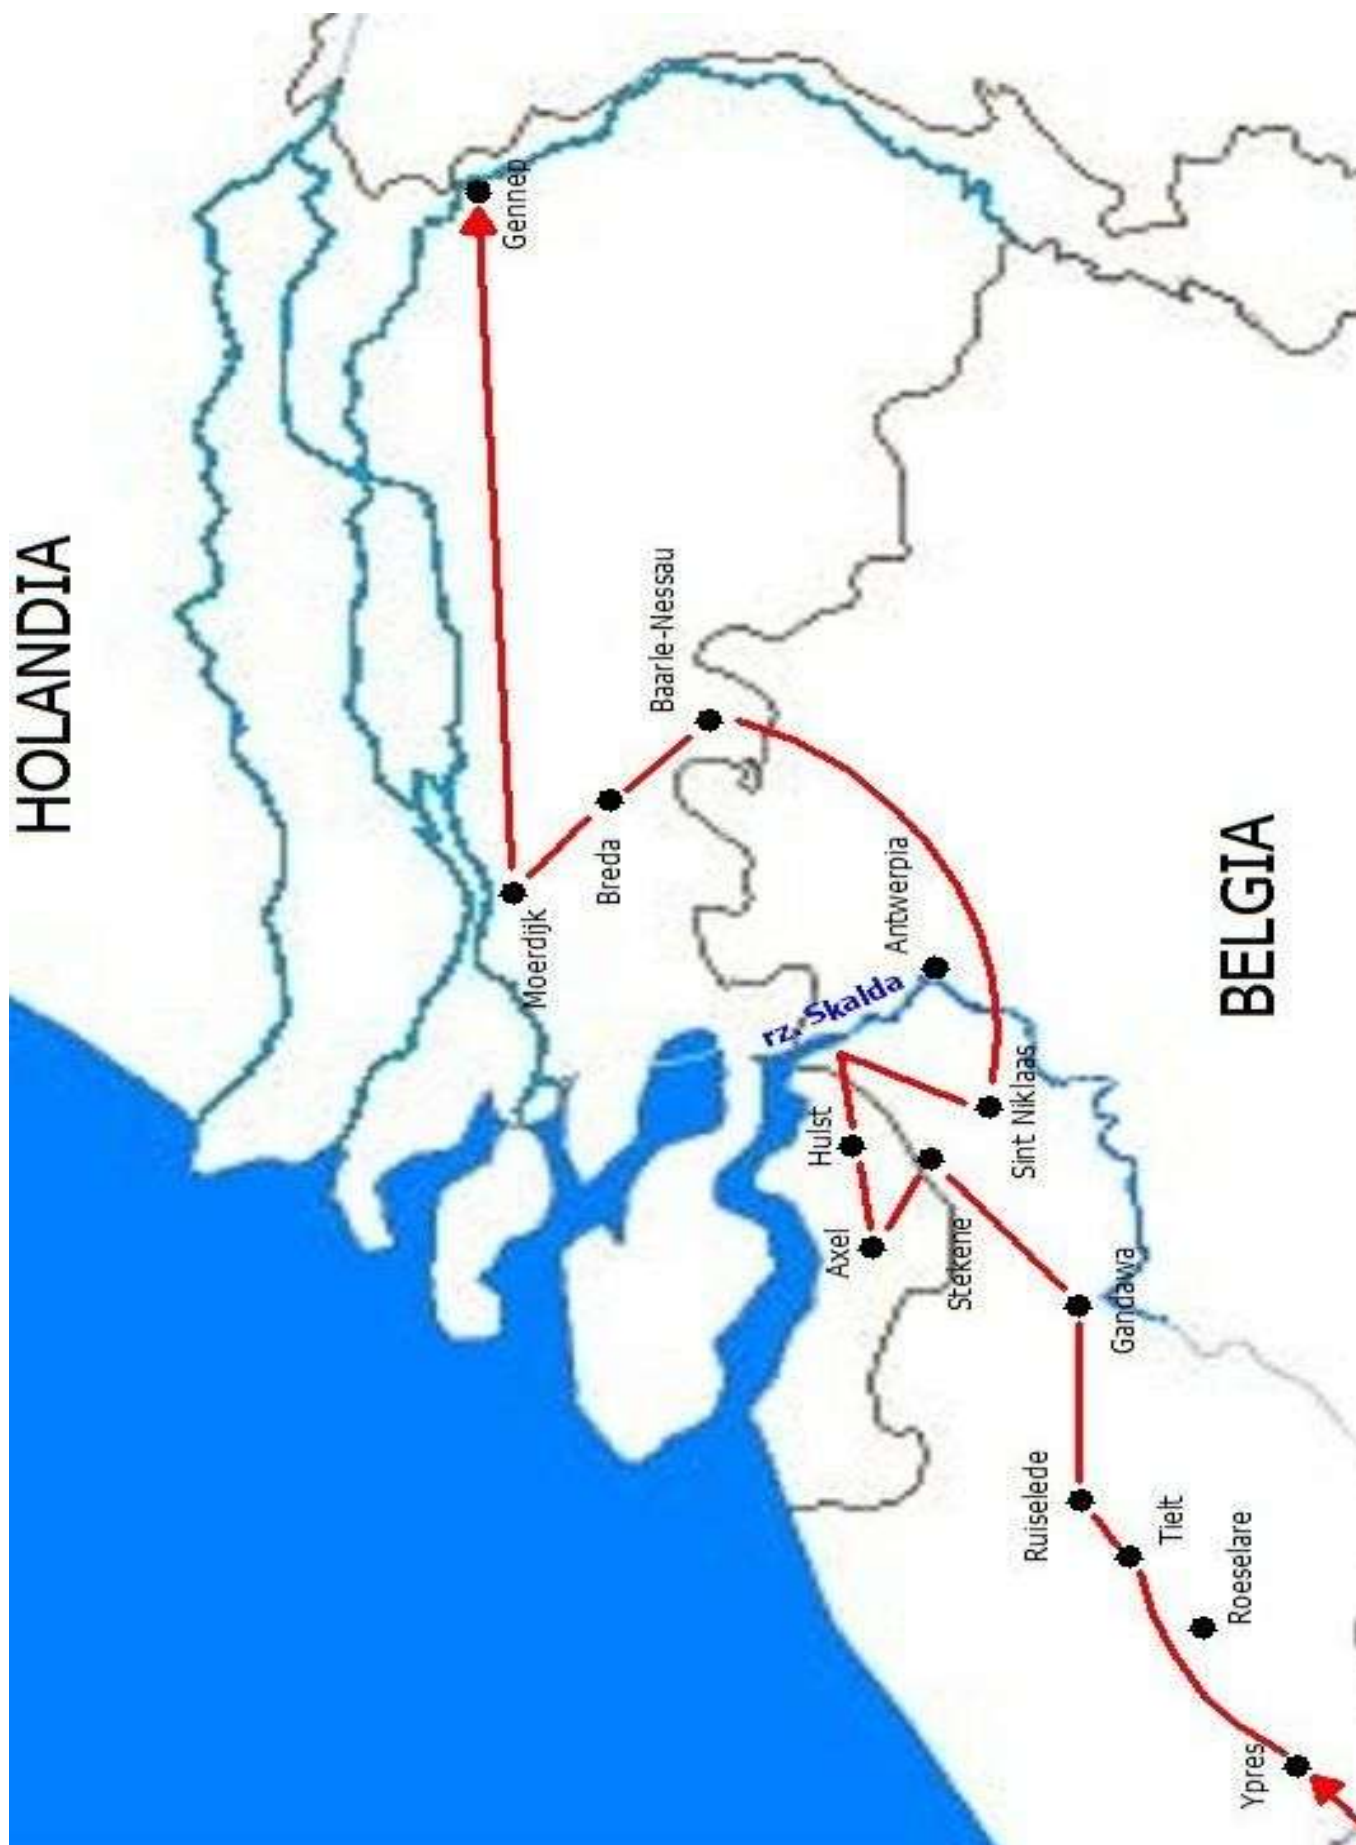 HOLANDIA
Gennep
Baarle-Nessau
Breda
Moerdijk
Antwerpia
rz. Skalda
BELGIA
Hulst
Sint Niklaas
Axel
Stekene
Gandawa
Ruiselede
Tielt
Roeselare
Ypres